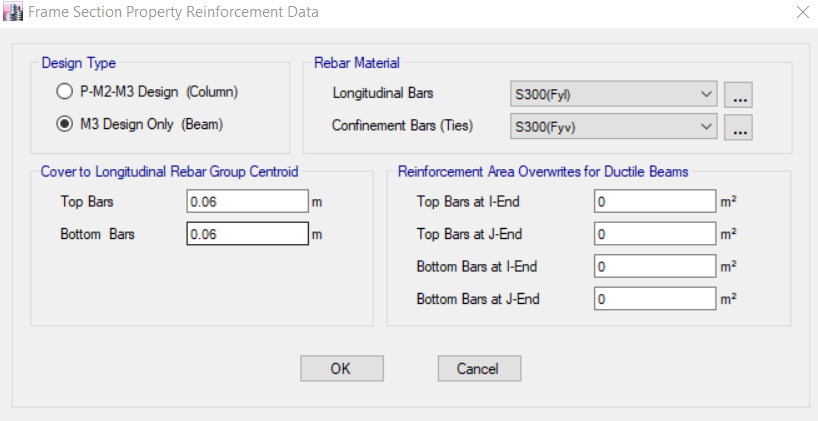 Frame Section Property Reinforcement Data
Design Type
P-M2-M3 Design (Column)
M3 Design Only (Beam)
Rebar Material
Longitudinal Bars
S300(Fyl)
...
Confinement Bars (Ties)
S300(Fyv)
...
Cover to Longitudinal Rebar Group Centroid
Top Bars
0.06
m
Bottom Bars
0.06
m
Reinforcement Area Overwrites for Ductile Beams
Top Bars at I-End
0
m²
Top Bars at J-End
0
m²
Bottom Bars at I-End
0
m²
Bottom Bars at J-End
0
m²
OK
Cancel